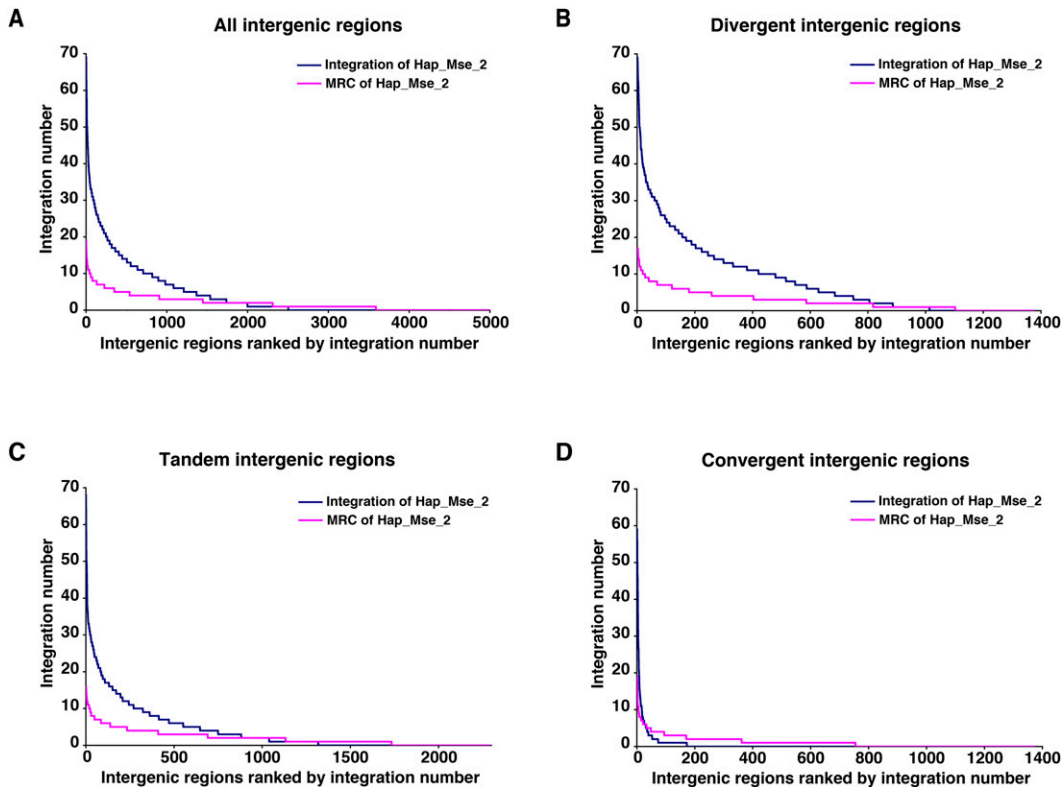 A
All intergenic regions
Integration number
70
60
50
40
30
20
10
0
Integration of Hap_Mse_2
MRC of Hap_Mse_2
0 1000 2000 3000 4000 5000
Intergenic regions ranked by integration number
B
Divergent intergenic regions
Integration number
70
60
50
40
30
20
10
0
Integration of Hap_Mse_2
MRC of Hap_Mse_2
0 200 400 600 800 1000 1200 1400
Intergenic regions ranked by integration number
C
Tandem intergenic regions
Integration number
70
60
50
40
30
20
10
0
Integration of Hap_Mse_2
MRC of Hap_Mse_2
0 500 1000 1500 2000
Intergenic regions ranked by integration number
D
Convergent intergenic regions
Integration number
70
60
50
40
30
20
10
0
Integration of Hap_Mse_2
MRC of Hap_Mse_2
0 200 400 600 800 1000 1200 1400
Intergenic regions ranked by integration number